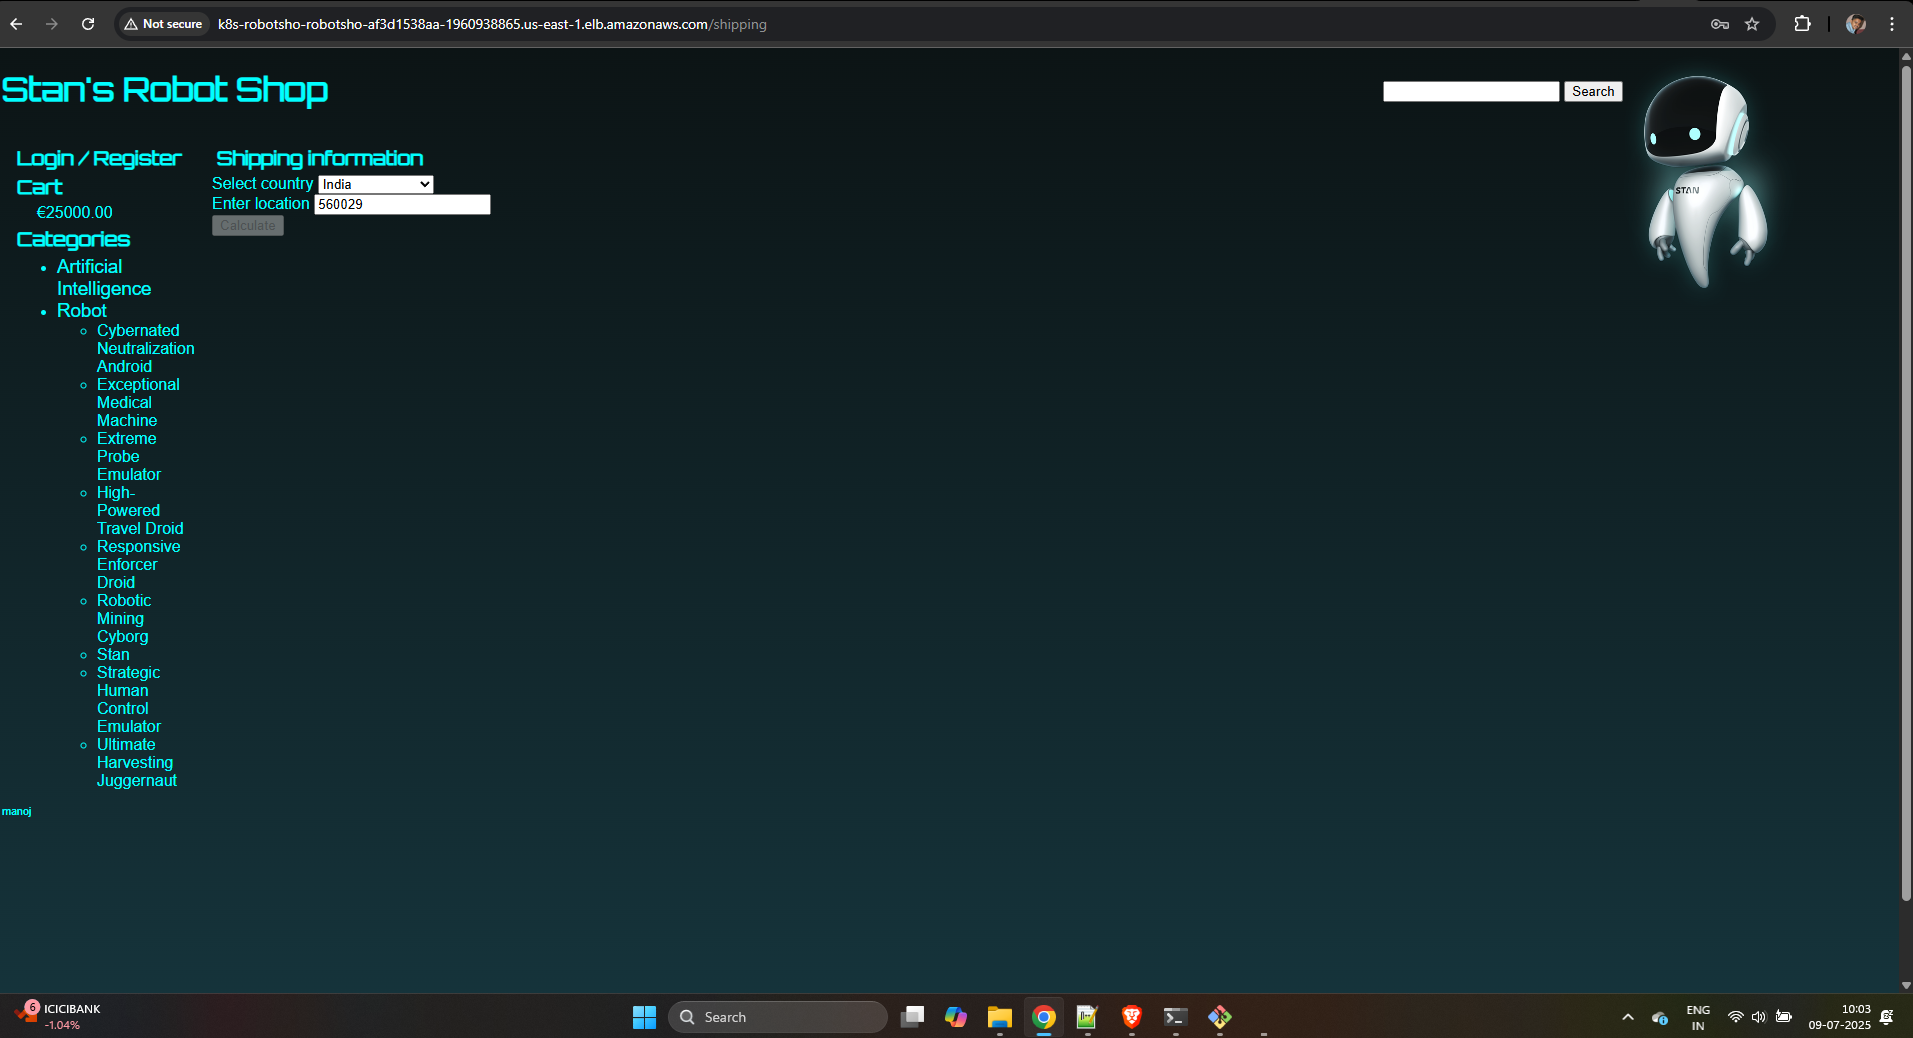 Not secure
k8s-robotsho-robotsho-af3d1538aa-1960938865.us-east-1.elb.amazonaws.com/shipping
Stan's Robot Shop
Search
STAN
Login / Register
Cart
€25000.00
Categories
Artificial
Intelligence
Robot
Cybernated
Neutralization
Android
Exceptional
Medical
Machine
Extreme
Probe
Emulator
High-
Powered
Travel Droid
Responsive
Enforcer
Droid
Robotic
Mining
Cyborg
Stan
Strategic
Human
Control
Emulator
Ultimate
Harvesting
Juggernaut
manoj
Shipping information
Select country India
Enter location 560029
Calculate
6
ICICIBANK
-1.04%
Search
ENG
IN
10:03
09-07-2025